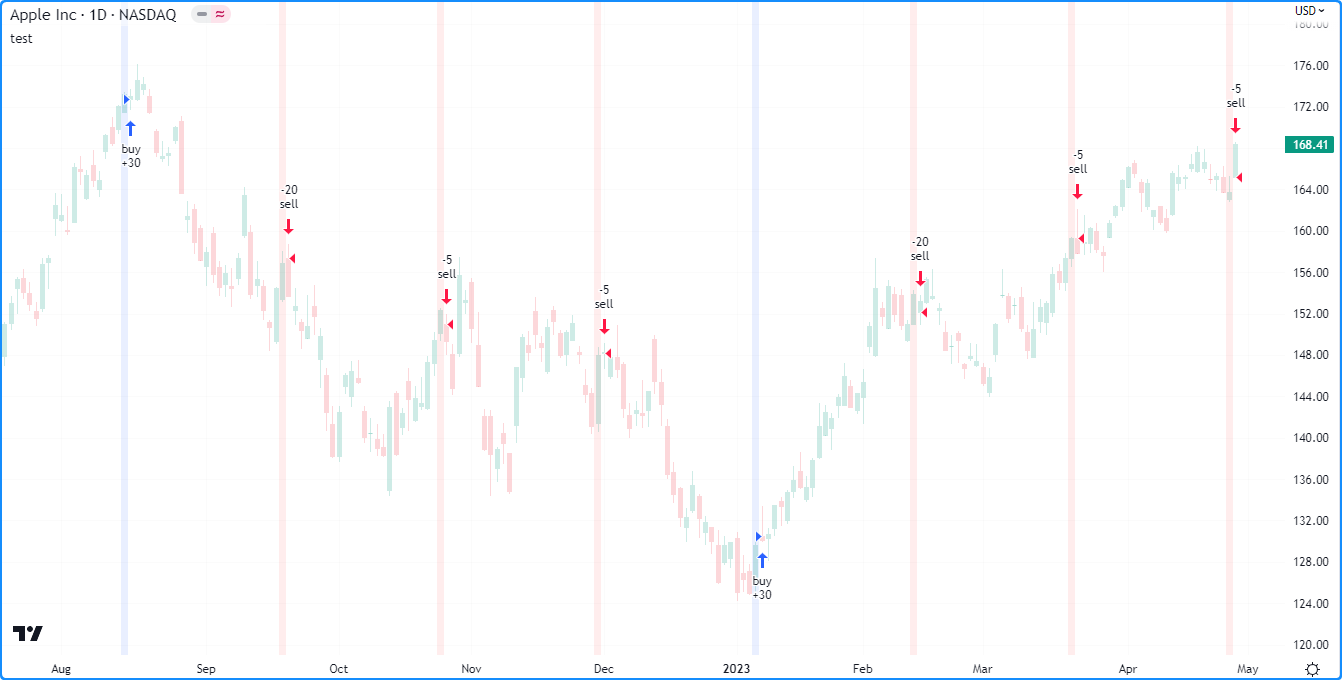 Apple Inc · 1D · NASDAQ
test
USD
180.00
176.00
172.00
168.41
164.00
160.00
156.00
152.00
148.00
144.00
140.00
136.00
132.00
128.00
124.00
120.00
buy
+30
-20
sell
-5
sell
-5
sell
buy
+30
-20
sell
-5
sell
-5
sell
Aug
Sep
Oct
Nov
Dec
2023
Feb
Mar
Apr
May